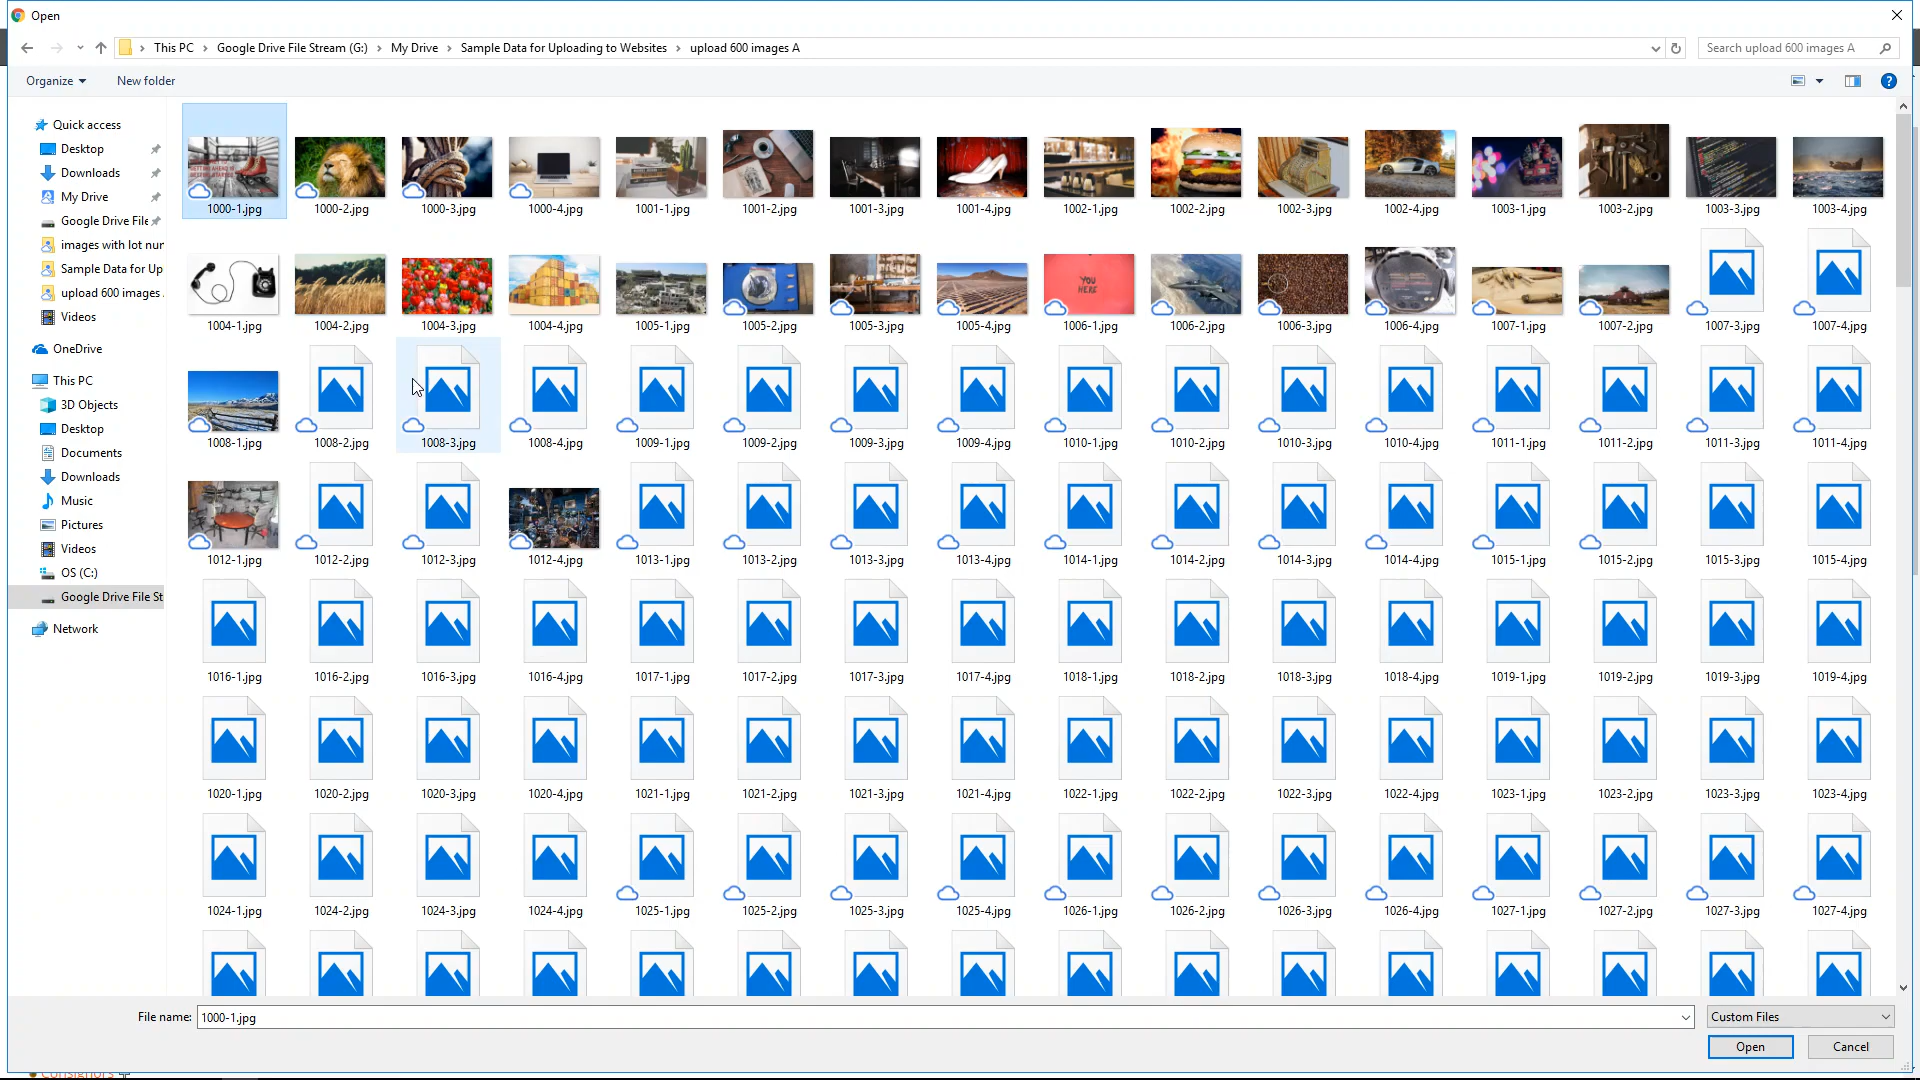 Open
This PC > Google Drive File Stream (G:) > My Drive > Sample Data for Uploading to Websites > upload 600 images A
Search upload 600 images A
Organize
New folder
Quick access
Desktop
Downloads
My Drive
Google Drive File
images with lot nur
Sample Data for Up
upload 600 images
Videos
OneDrive
This PC
3D Objects
Desktop
Documents
Downloads
Music
Pictures
Videos
OS (C:)
Google Drive File St
Network
1000-1.jpg 1000-2.jpg 1000-3.jpg 1000-4.jpg 1001-1.jpg 1001-2.jpg 1001-3.jpg 1001-4.jpg 1002-1.jpg 1002-2.jpg 1002-3.jpg 1002-4.jpg 1003-1.jpg 1003-2.jpg 1003-3.jpg 1003-4.jpg
YOU
HERE
1004-1.jpg 1004-2.jpg 1004-3.jpg 1004-4.jpg 1005-1.jpg 1005-2.jpg 1005-3.jpg 1005-4.jpg 1006-1.jpg 1006-2.jpg 1006-3.jpg 1006-4.jpg 1007-1.jpg 1007-2.jpg 1007-3.jpg 1007-4.jpg
1008-1.jpg 1008-2.jpg 1008-3.jpg 1008-4.jpg 1009-1.jpg 1009-2.jpg 1009-3.jpg 1009-4.jpg 1010-1.jpg 1010-2.jpg 1010-3.jpg 1010-4.jpg 1011-1.jpg 1011-2.jpg 1011-3.jpg 1011-4.jpg
1012-1.jpg 1012-2.jpg 1012-3.jpg 1012-4.jpg 1013-1.jpg 1013-2.jpg 1013-3.jpg 1013-4.jpg 1014-1.jpg 1014-2.jpg 1014-3.jpg 1014-4.jpg 1015-1.jpg 1015-2.jpg 1015-3.jpg 1015-4.jpg
1016-1.jpg 1016-2.jpg 1016-3.jpg 1016-4.jpg 1017-1.jpg 1017-2.jpg 1017-3.jpg 1017-4.jpg 1018-1.jpg 1018-2.jpg 1018-3.jpg 1018-4.jpg 1019-1.jpg 1019-2.jpg 1019-3.jpg 1019-4.jpg
1020-1.jpg 1020-2.jpg 1020-3.jpg 1020-4.jpg 1021-1.jpg 1021-2.jpg 1021-3.jpg 1021-4.jpg 1022-1.jpg 1022-2.jpg 1022-3.jpg 1022-4.jpg 1023-1.jpg 1023-2.jpg 1023-3.jpg 1023-4.jpg
1024-1.jpg 1024-2.jpg 1024-3.jpg 1024-4.jpg 1025-1.jpg 1025-2.jpg 1025-3.jpg 1025-4.jpg 1026-1.jpg 1026-2.jpg 1026-3.jpg 1026-4.jpg 1027-1.jpg 1027-2.jpg 1027-3.jpg 1027-4.jpg
File name: 1000-1.jpg
Custom Files
Open
Cancel
Consignors